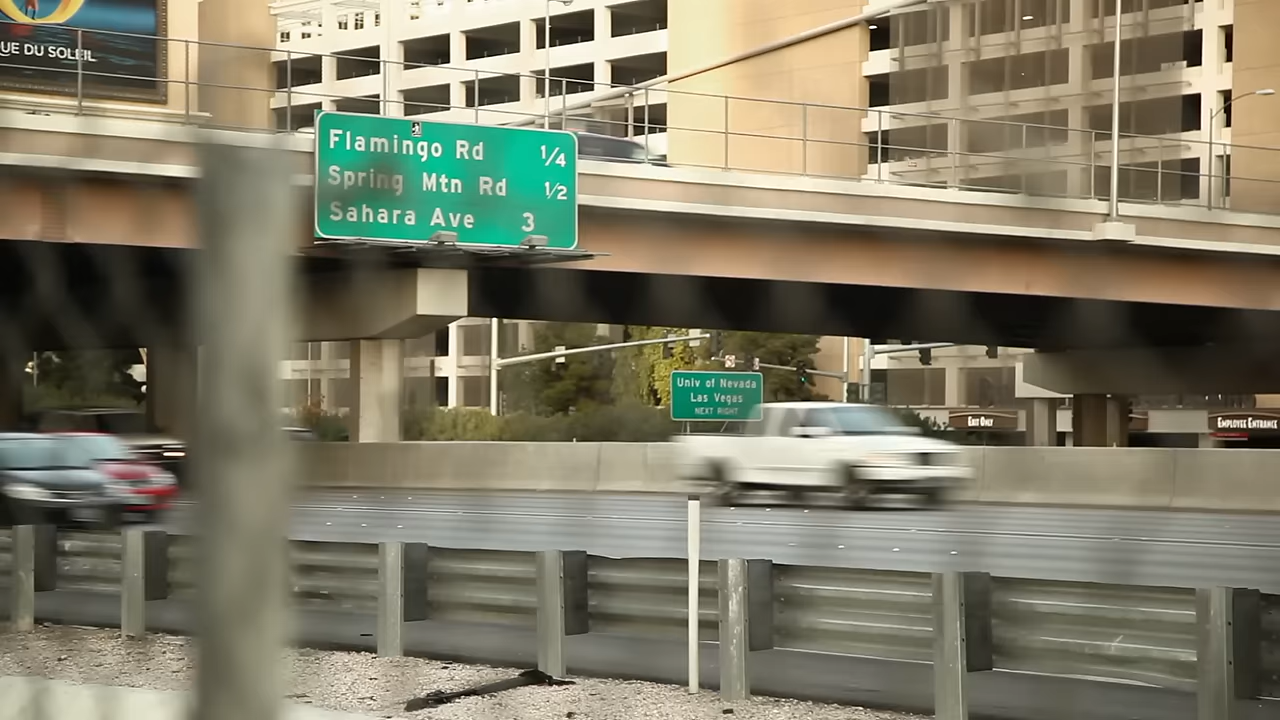 O
QUE DU SOLEIL
Flamingo Rd 1/4
Spring Mtn Rd 1/2
Sahara Ave 3
Univ of Nevada
Las Vegas
NEXT RIGHT
EXIT ONLY
EMPLOYEE ENTRANCE